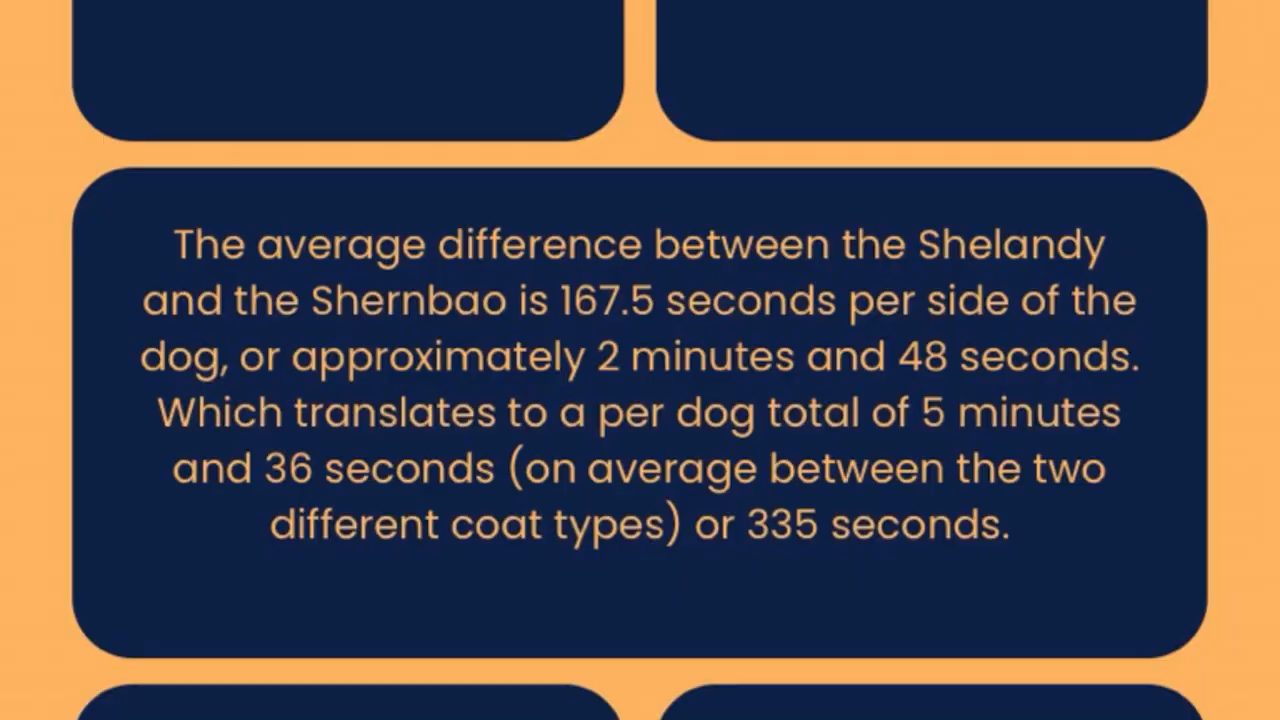 The average difference between the Shelandy
and the Shernbao is 167.5 seconds per side of the
dog, or approximately 2 minutes and 48 seconds.
Which translates to a per dog total of 5 minutes
and 36 seconds (on average between the two
different coat types) or 335 seconds.